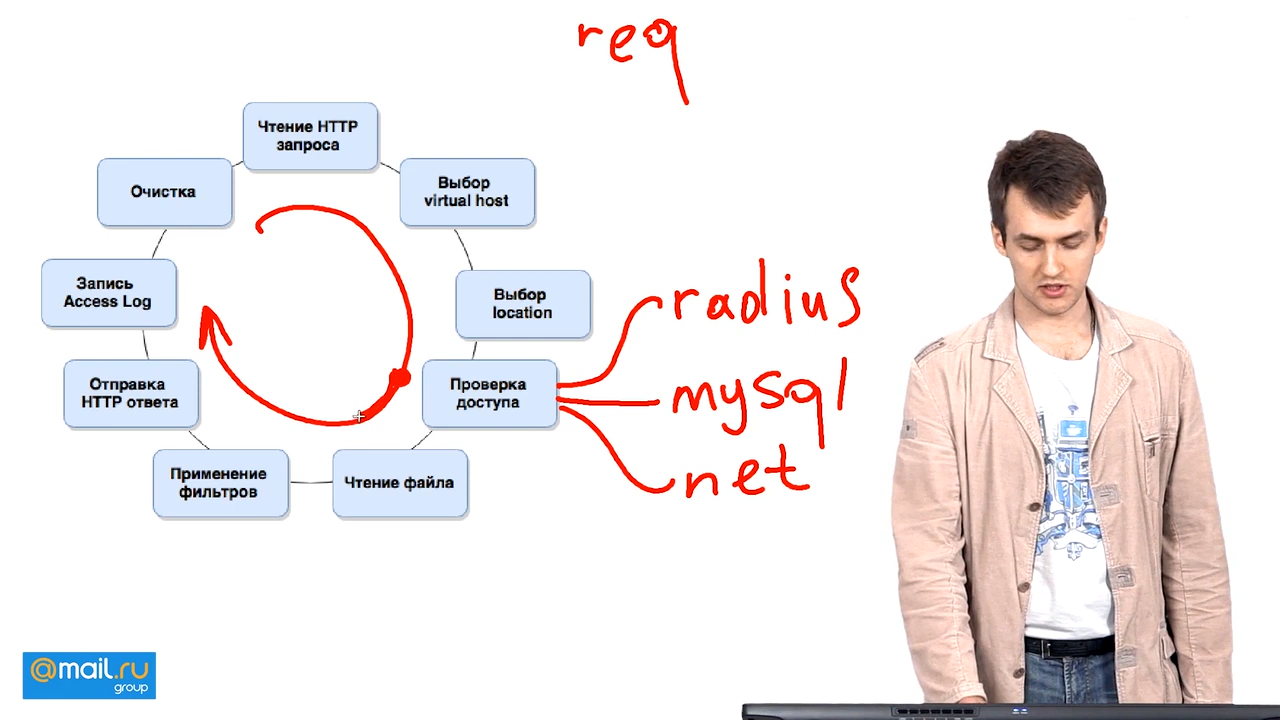 req
Чтение HTTP
запроса
Выбор
virtual host
Выбор
location
Проверка
доступа
radius
mysql
net
Чтение файла
Применение
фильтров
Отправка
HTTP ответа
Запись
Access Log
Очистка
@mail.ru
group